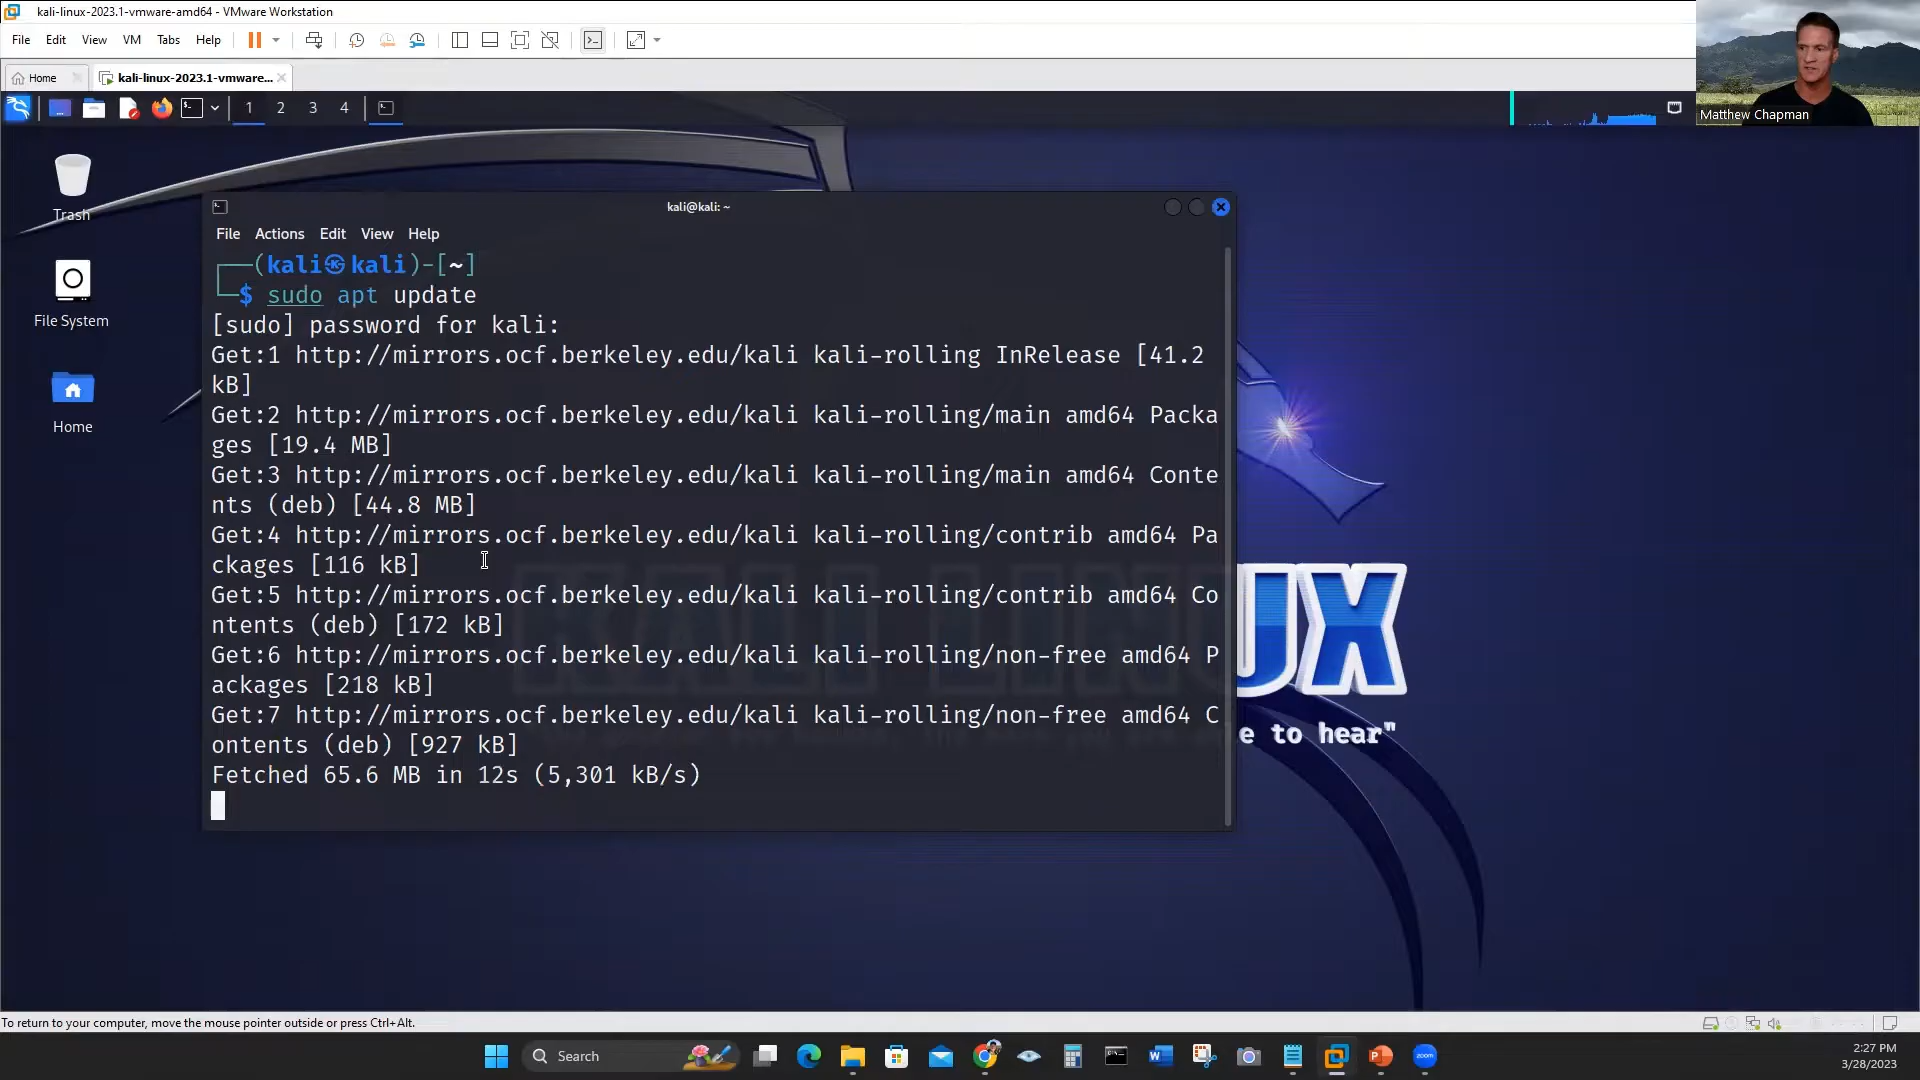 kali-linux-2023.1-vmware-amd64 - VMware Workstation
File Edit View VM Tabs Help
Home kali-linux-2023.1-vmware...
1 2 3 4
Matthew Chapman
Trash
File System
Home
kali@kali: ~
File Actions Edit View Help
┌──(kali㉿kali)-[~]
└─$ sudo apt update
[sudo] password for kali:
Get:1 http://mirrors.ocf.berkeley.edu/kali kali-rolling InRelease [41.2
kB]
Get:2 http://mirrors.ocf.berkeley.edu/kali kali-rolling/main amd64 Packa
ges [19.4 MB]
Get:3 http://mirrors.ocf.berkeley.edu/kali kali-rolling/main amd64 Conte
nts (deb) [44.8 MB]
Get:4 http://mirrors.ocf.berkeley.edu/kali kali-rolling/contrib amd64 Pa
ckages [116 kB]
Get:5 http://mirrors.ocf.berkeley.edu/kali kali-rolling/contrib amd64 Co
ntents (deb) [172 kB]
Get:6 http://mirrors.ocf.berkeley.edu/kali kali-rolling/non-free amd64 P
ackages [218 kB]
Get:7 http://mirrors.ocf.berkeley.edu/kali kali-rolling/non-free amd64 C
ontents (deb) [927 kB]
Fetched 65.6 MB in 12s (5,301 kB/s)
KALI LINUX
e to hear"
To return to your computer, move the mouse pointer outside or press Ctrl+Alt.
Search
zoom
2:27 PM
3/28/2023